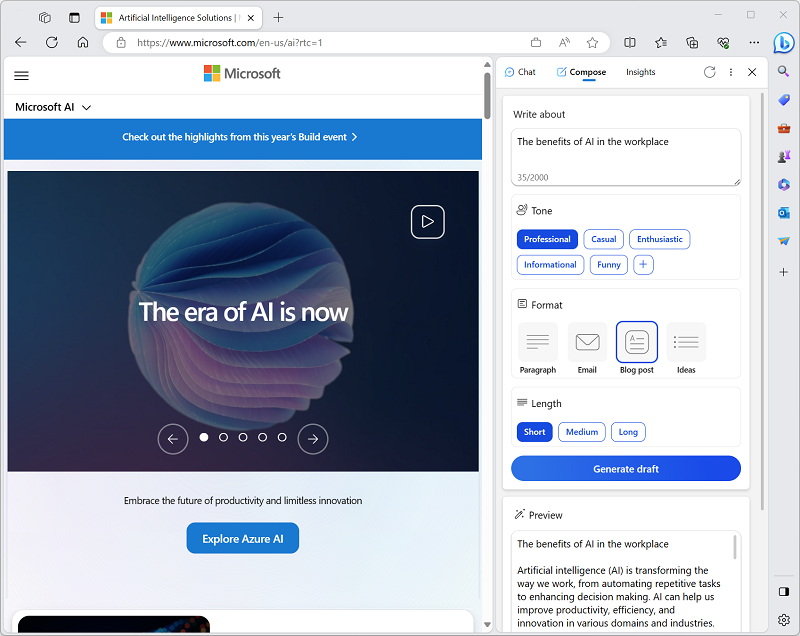 Artificial Intelligence Solutions |
https://www.microsoft.com/en-us/ai?rtc=1
Microsoft
Microsoft AI
Check out the highlights from this year's Build event
The era of AI is now
Embrace the future of productivity and limitless innovation
Explore Azure AI
Chat
Compose
Insights
Write about
The benefits of AI in the workplace
35/2000
Tone
Professional
Casual
Enthusiastic
Informational
Funny
+
Format
Paragraph
Email
Blog post
Ideas
Length
Short
Medium
Long
Generate draft
Preview
The benefits of AI in the workplace
Artificial intelligence (AI) is transforming the
way we work, from automating repetitive tasks
to enhancing decision making. AI can help us
improve productivity, efficiency, and
innovation in various domains and industries.